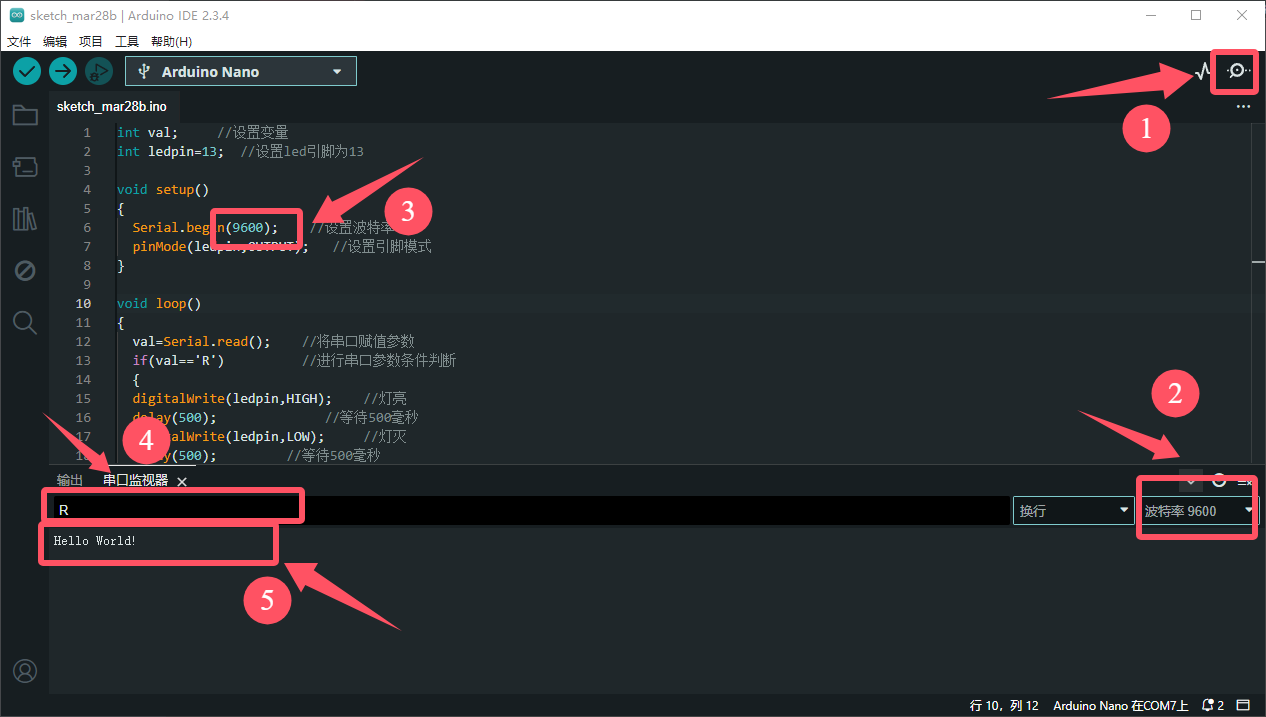 sketch_mar28b | Arduino IDE 2.3.4
文件 编辑 项目 工具 帮助(H)
Arduino Nano
sketch_mar28b.ino
1
1 int val; //设置变量
2 int ledpin=13; //设置led引脚为13
3
4 void setup()
5 {
3
6 Serial.begin(9600); //设置波特率
7 pinMode(ledpin,OUTPUT); //设置引脚模式
8 }
9
10 void loop()
11 {
12 val=Serial.read(); //将串口赋值参数
13 if(val=='R') //进行串口参数条件判断
14 {
15 digitalWrite(ledpin,HIGH); //灯亮
2
16 delay(500); //等待500毫秒
17 talWrite(ledpin,LOW); //灯灭
4
y(500); //等待500毫秒
输出 串口监视器
R 换行 波特率 9600
Hello World!
5
行 10，列 12 Arduino Nano 在COM7上 2